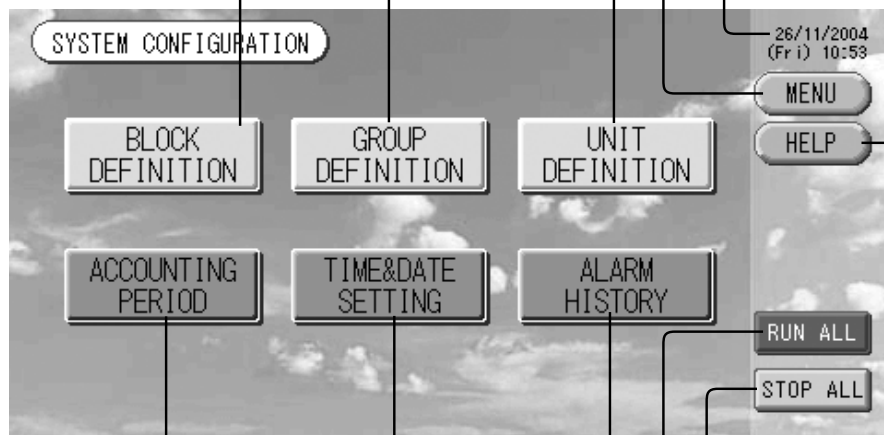 SYSTEM CONFIGURATION
26/11/2004
(Fri) 10:53
MENU
HELP
BLOCK
DEFINITION
GROUP
DEFINITION
UNIT
DEFINITION
ACCOUNTING
PERIOD
TIME&DATE
SETTING
ALARM
HISTORY
RUN ALL
STOP ALL